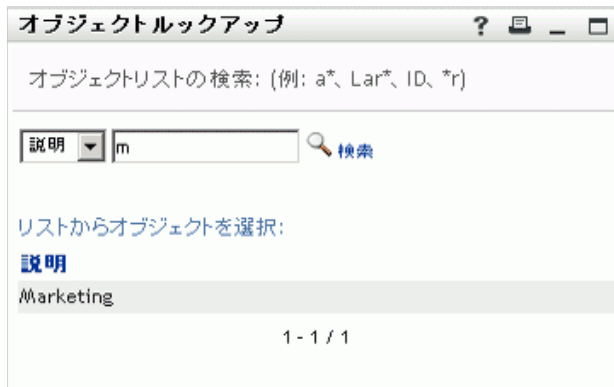 オブジェクトルックアップ ?
オブジェクトリストの検索: (例: a*、Lar*、ID、*r)
説明 m 検索
リストからオブジェクトを選択:
説明
Marketing
1 - 1 / 1